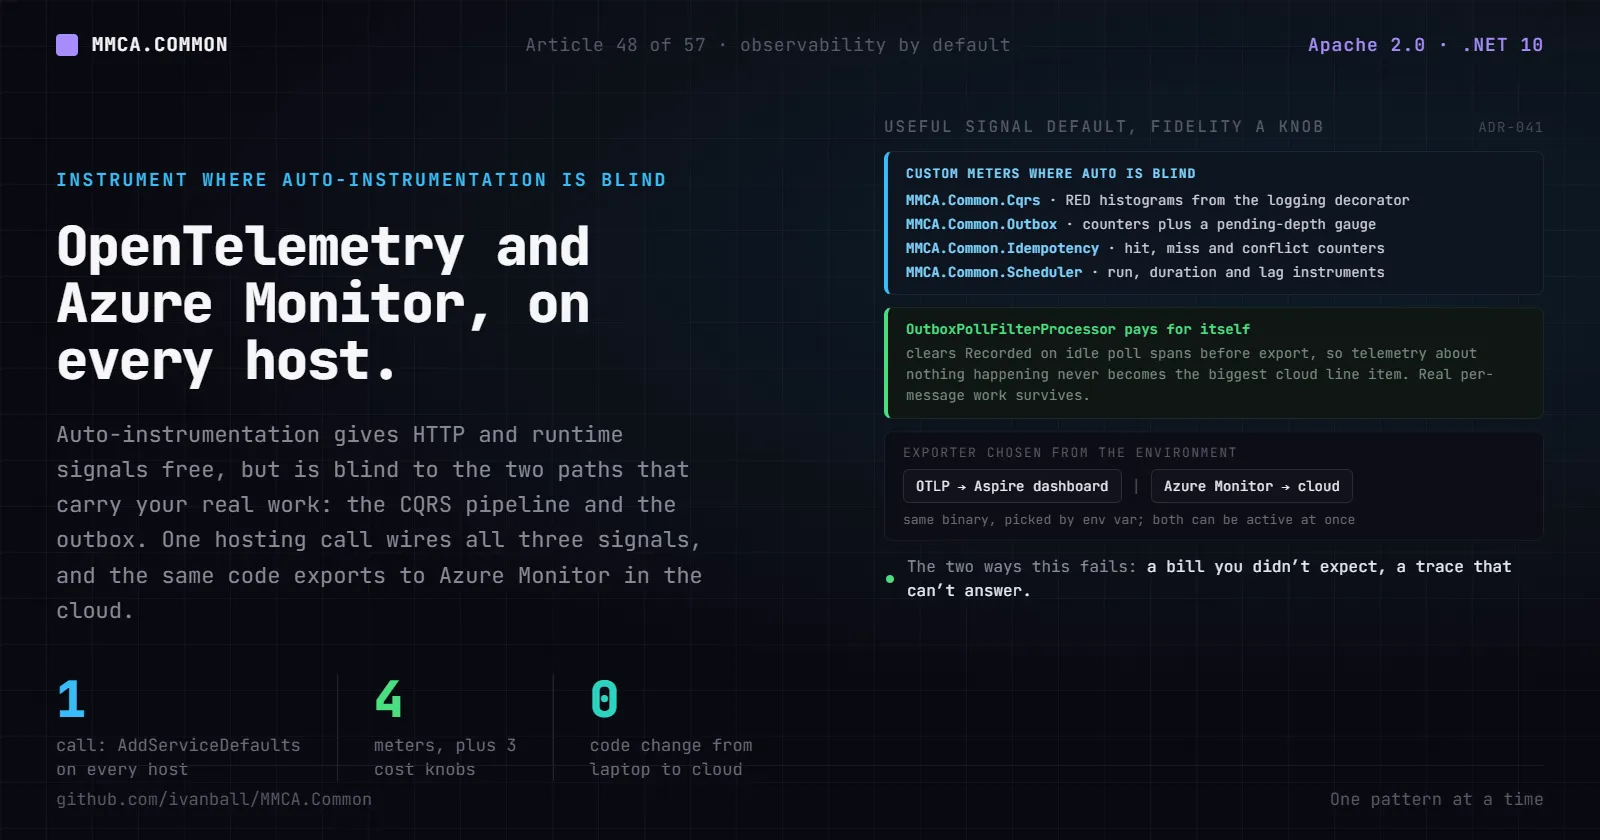 MMCA.COMMON
Article 48 of 57 · observability by default
Apache 2.0 · .NET 10
INSTRUMENT WHERE AUTO-INSTRUMENTATION IS BLIND
OpenTelemetry and
Azure Monitor, on
every host.
Auto-instrumentation gives HTTP and runtime
signals free, but is blind to the two paths that
carry your real work: the CQRS pipeline and the
outbox. One hosting call wires all three signals,
and the same code exports to Azure Monitor in the
cloud.
1
call: AddServiceDefaults
on every host
4
meters, plus 3
cost knobs
0
code change from
laptop to cloud
USEFUL SIGNAL DEFAULT, FIDELITY A KNOB
ADR-041
CUSTOM METERS WHERE AUTO IS BLIND
MMCA.Common.Cqrs · RED histograms from the logging decorator
MMCA.Common.Outbox · counters plus a pending-depth gauge
MMCA.Common.Idempotency · hit, miss and conflict counters
MMCA.Common.Scheduler · run, duration and lag instruments
OutboxPollFilterProcessor pays for itself
clears Recorded on idle poll spans before export, so telemetry about
nothing happening never becomes the biggest cloud line item. Real per-
message work survives.
EXPORTER CHOSEN FROM THE ENVIRONMENT
OTLP → Aspire dashboard | Azure Monitor → cloud
same binary, picked by env var; both can be active at once
The two ways this fails: a bill you didn’t expect, a trace that
can’t answer.
github.com/ivanball/MMCA.Common
One pattern at a time